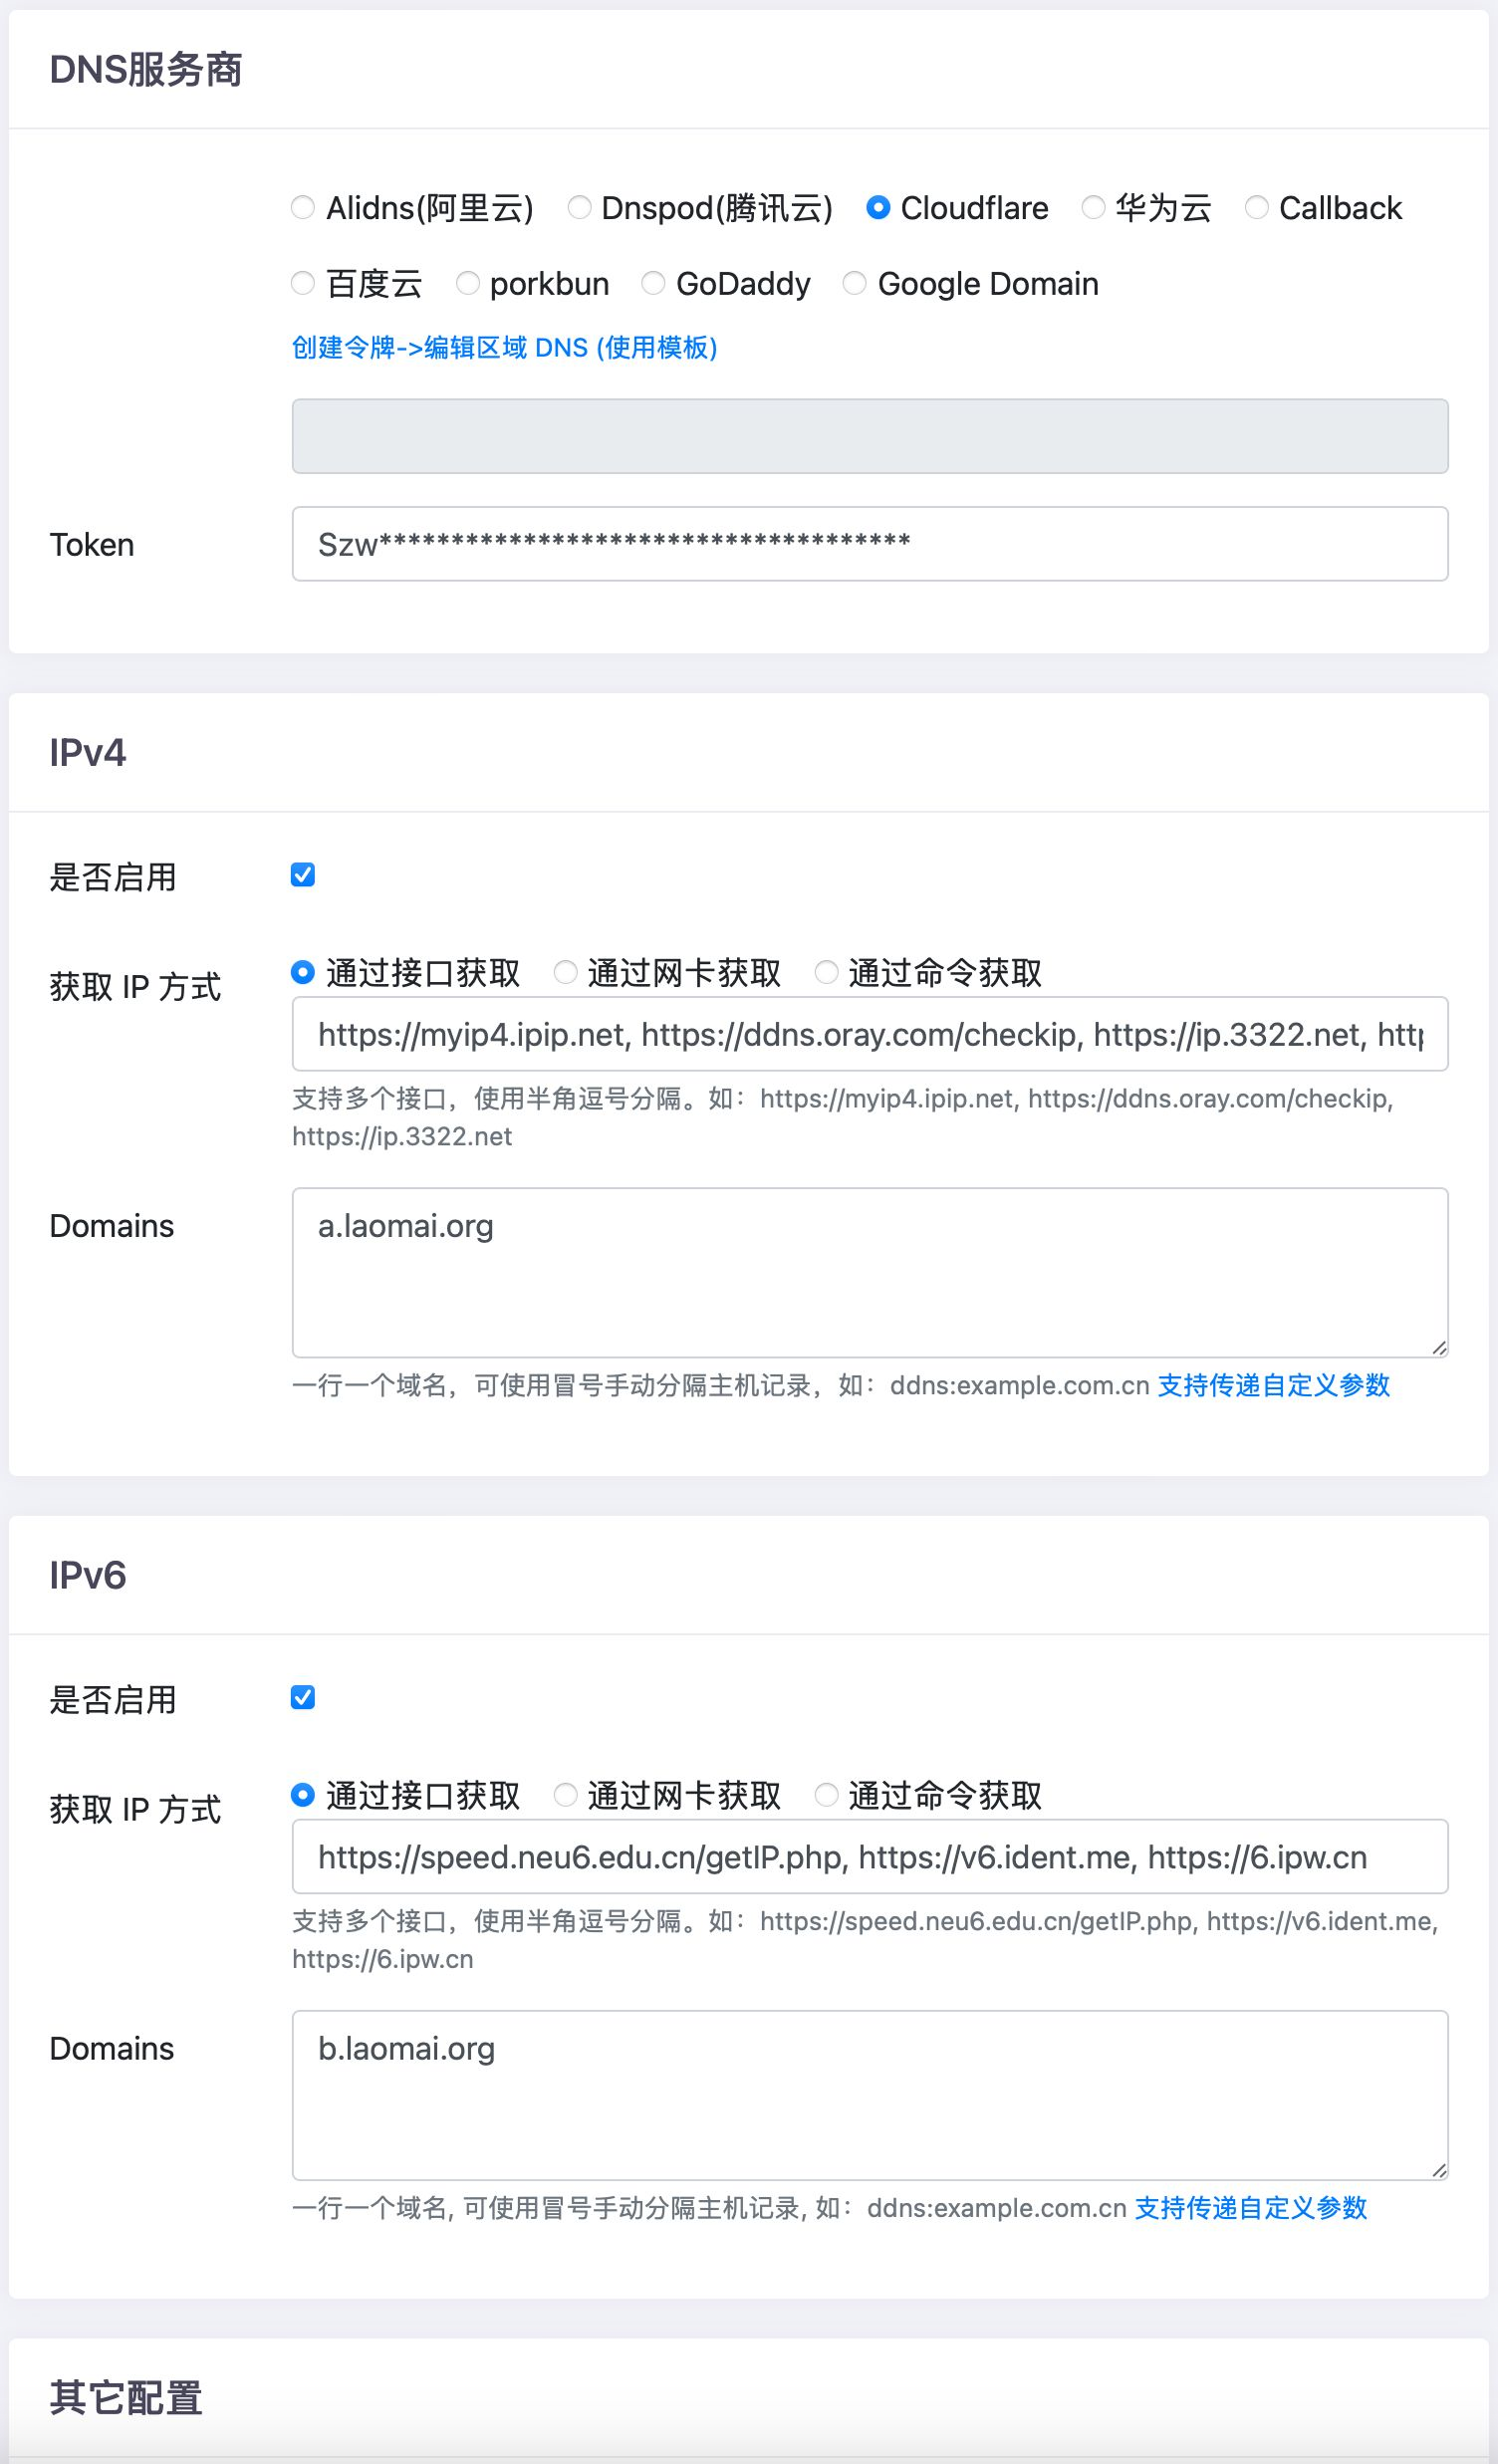 DNS服务商
Alidns(阿里云) Dnspod(腾讯云) Cloudflare 华为云 Callback
百度云 porkbun GoDaddy Google Domain
创建令牌->编辑区域 DNS (使用模板)
Token Szw*************************************
IPv4
是否启用
获取 IP 方式 通过接口获取 通过网卡获取 通过命令获取
https://myip4.ipip.net, https://ddns.oray.com/checkip, https://ip.3322.net, http
支持多个接口，使用半角逗号分隔。如：https://myip4.ipip.net, https://ddns.oray.com/checkip,
https://ip.3322.net
Domains a.laomai.org
一行一个域名，可使用冒号手动分隔主机记录，如：ddns:example.com.cn 支持传递自定义参数
IPv6
是否启用
获取 IP 方式 通过接口获取 通过网卡获取 通过命令获取
https://speed.neu6.edu.cn/getIP.php, https://v6.ident.me, https://6.ipw.cn
支持多个接口，使用半角逗号分隔。如：https://speed.neu6.edu.cn/getIP.php, https://v6.ident.me,
https://6.ipw.cn
Domains b.laomai.org
一行一个域名, 可使用冒号手动分隔主机记录, 如：ddns:example.com.cn 支持传递自定义参数
其它配置